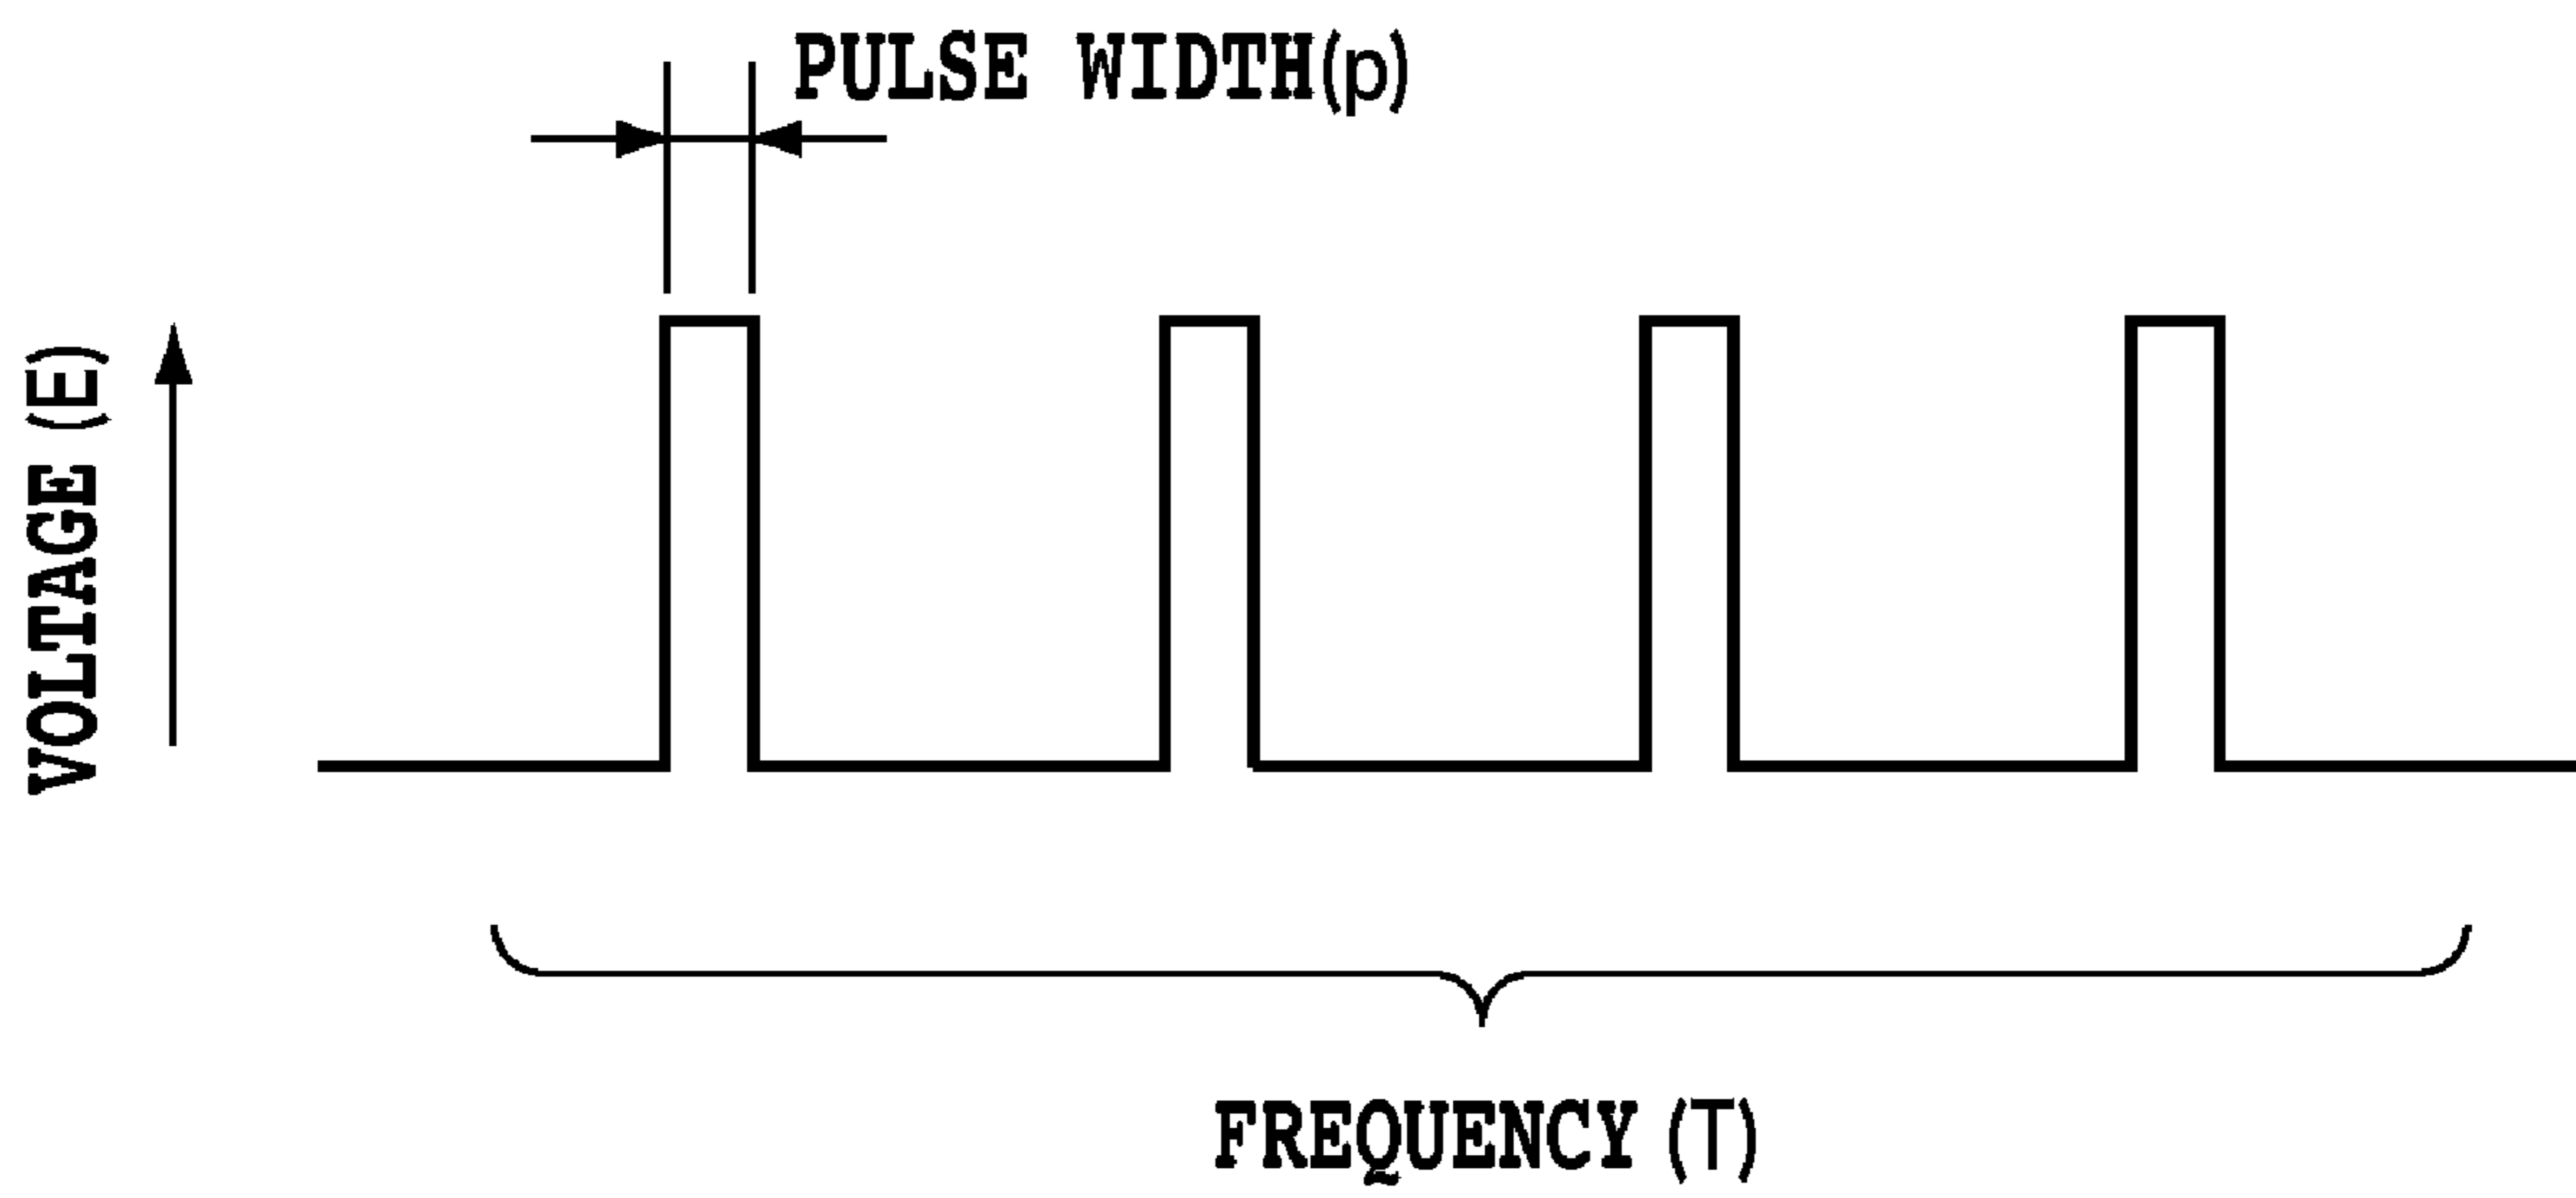 PULSE WIDTH(p)
VOLTAGE (E)
FREQUENCY (T)